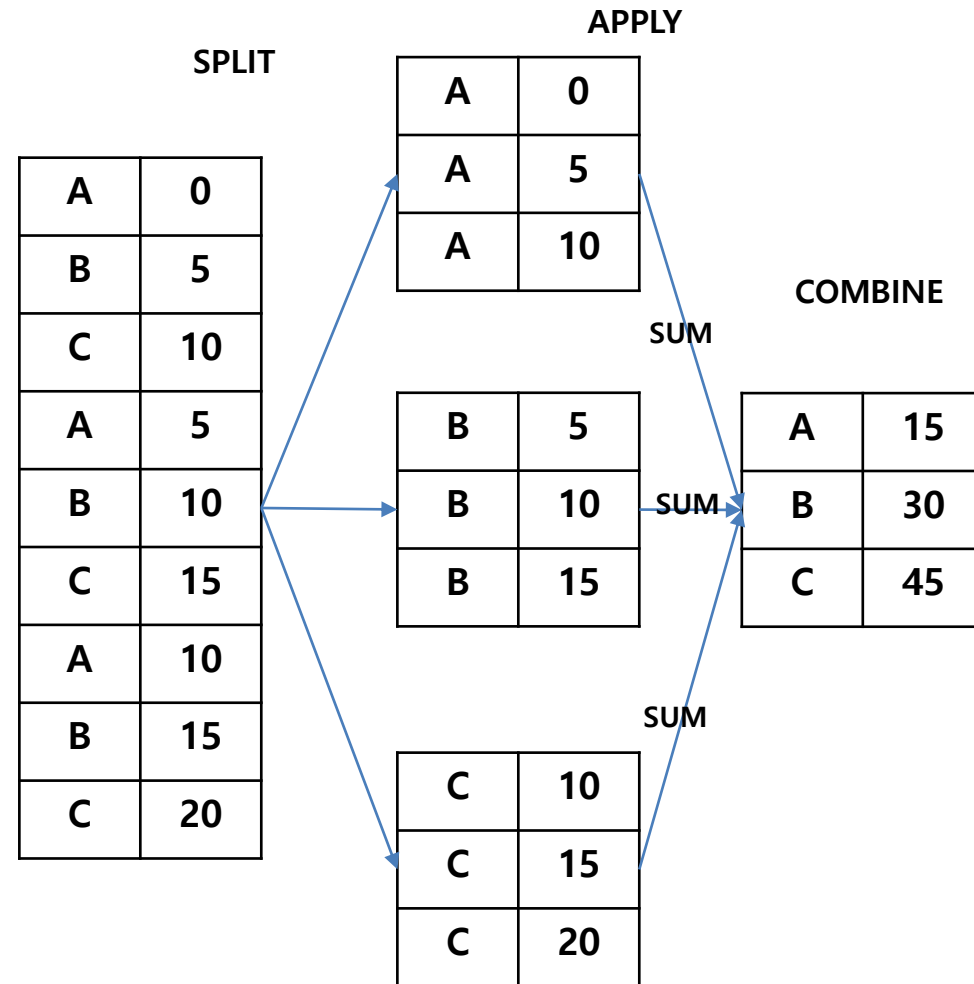 SPLIT
A 0
B 5
C 10
A 5
B 10
C 15
A 10
B 15
C 20
APPLY
A 0
A 5
A 10
SUM
B 5
B 10
B 15
SUM
C 10
C 15
C 20
SUM
COMBINE
A 15
B 30
C 45